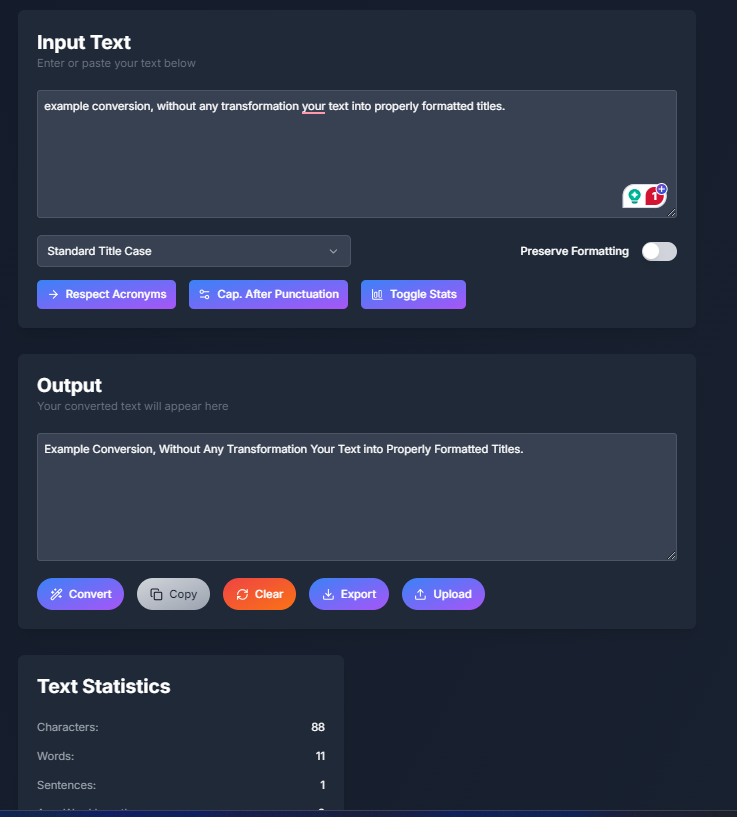 Input Text
Enter or paste your text below
example conversion, without any transformation your text into properly formatted titles.
1
Standard Title Case
Preserve Formatting
Respect Acronyms
Cap. After Punctuation
Toggle Stats
Output
Your converted text will appear here
Example Conversion, Without Any Transformation Your Text into Properly Formatted Titles.
Convert
Copy
Clear
Export
Upload
Text Statistics
Characters: 88
Words: 11
Sentences: 1